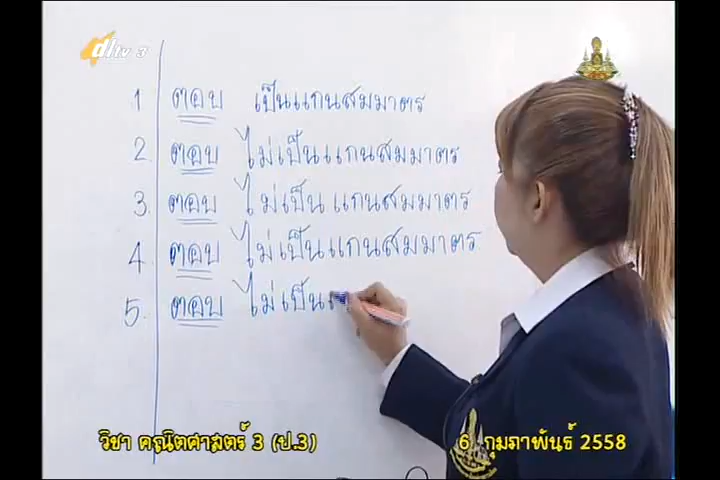 dltv 3
1 ตอบ เป็นแกนสมมาตร
2 ตอบ ไม่เป็นแกนสมมาตร
3. ตอบ ไม่เป็น แกนสมมาตร
4 ตอบ ไม่เป็นแกนสมมาตร
5. ตอบ ไม่เป็น
วิชา คณิตศาสตร์ 3 (ป.3)
6 กุมภาพันธ์ 2558